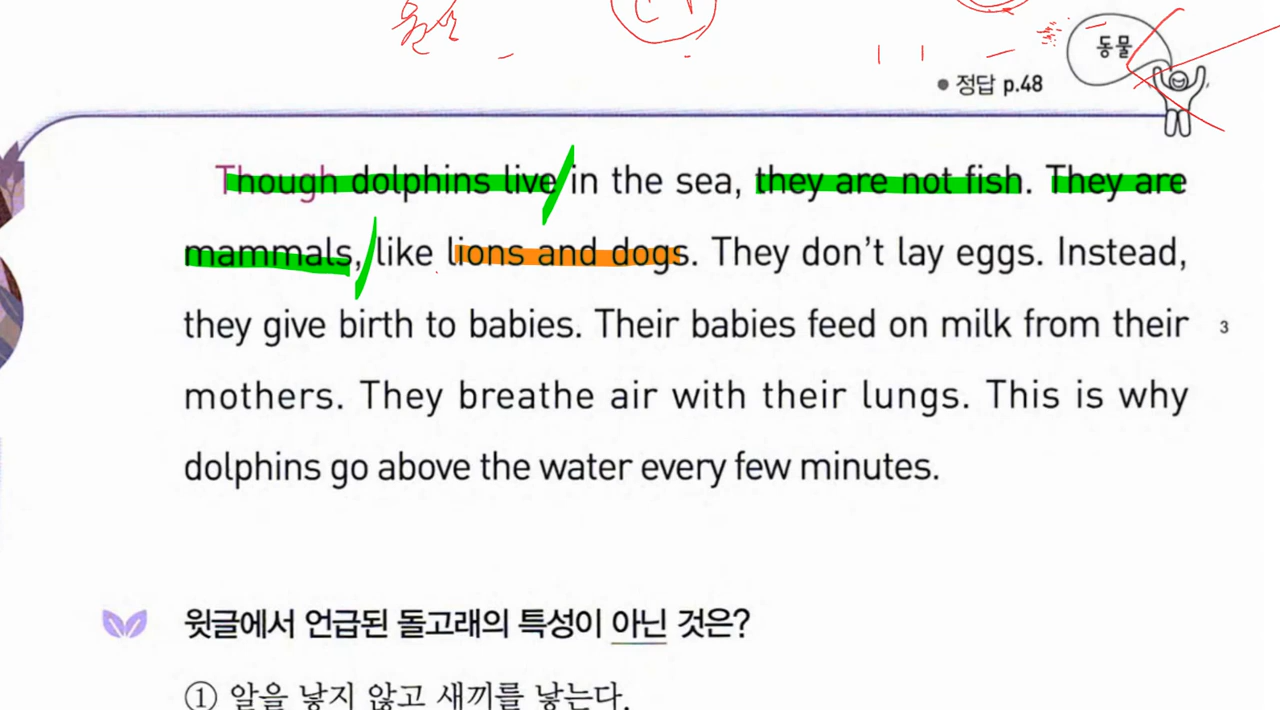 동물
정답 p.48
Though dolphins live in the sea, they are not fish. They are
mammals, like lions and dogs. They don't lay eggs. Instead,
they give birth to babies. Their babies feed on milk from their
3
mothers. They breathe air with their lungs. This is why
dolphins go above the water every few minutes.
윗글에서 언급된 돌고래의 특성이 아닌 것은?
① 알을 낳지 않고 새끼를 낳는다.